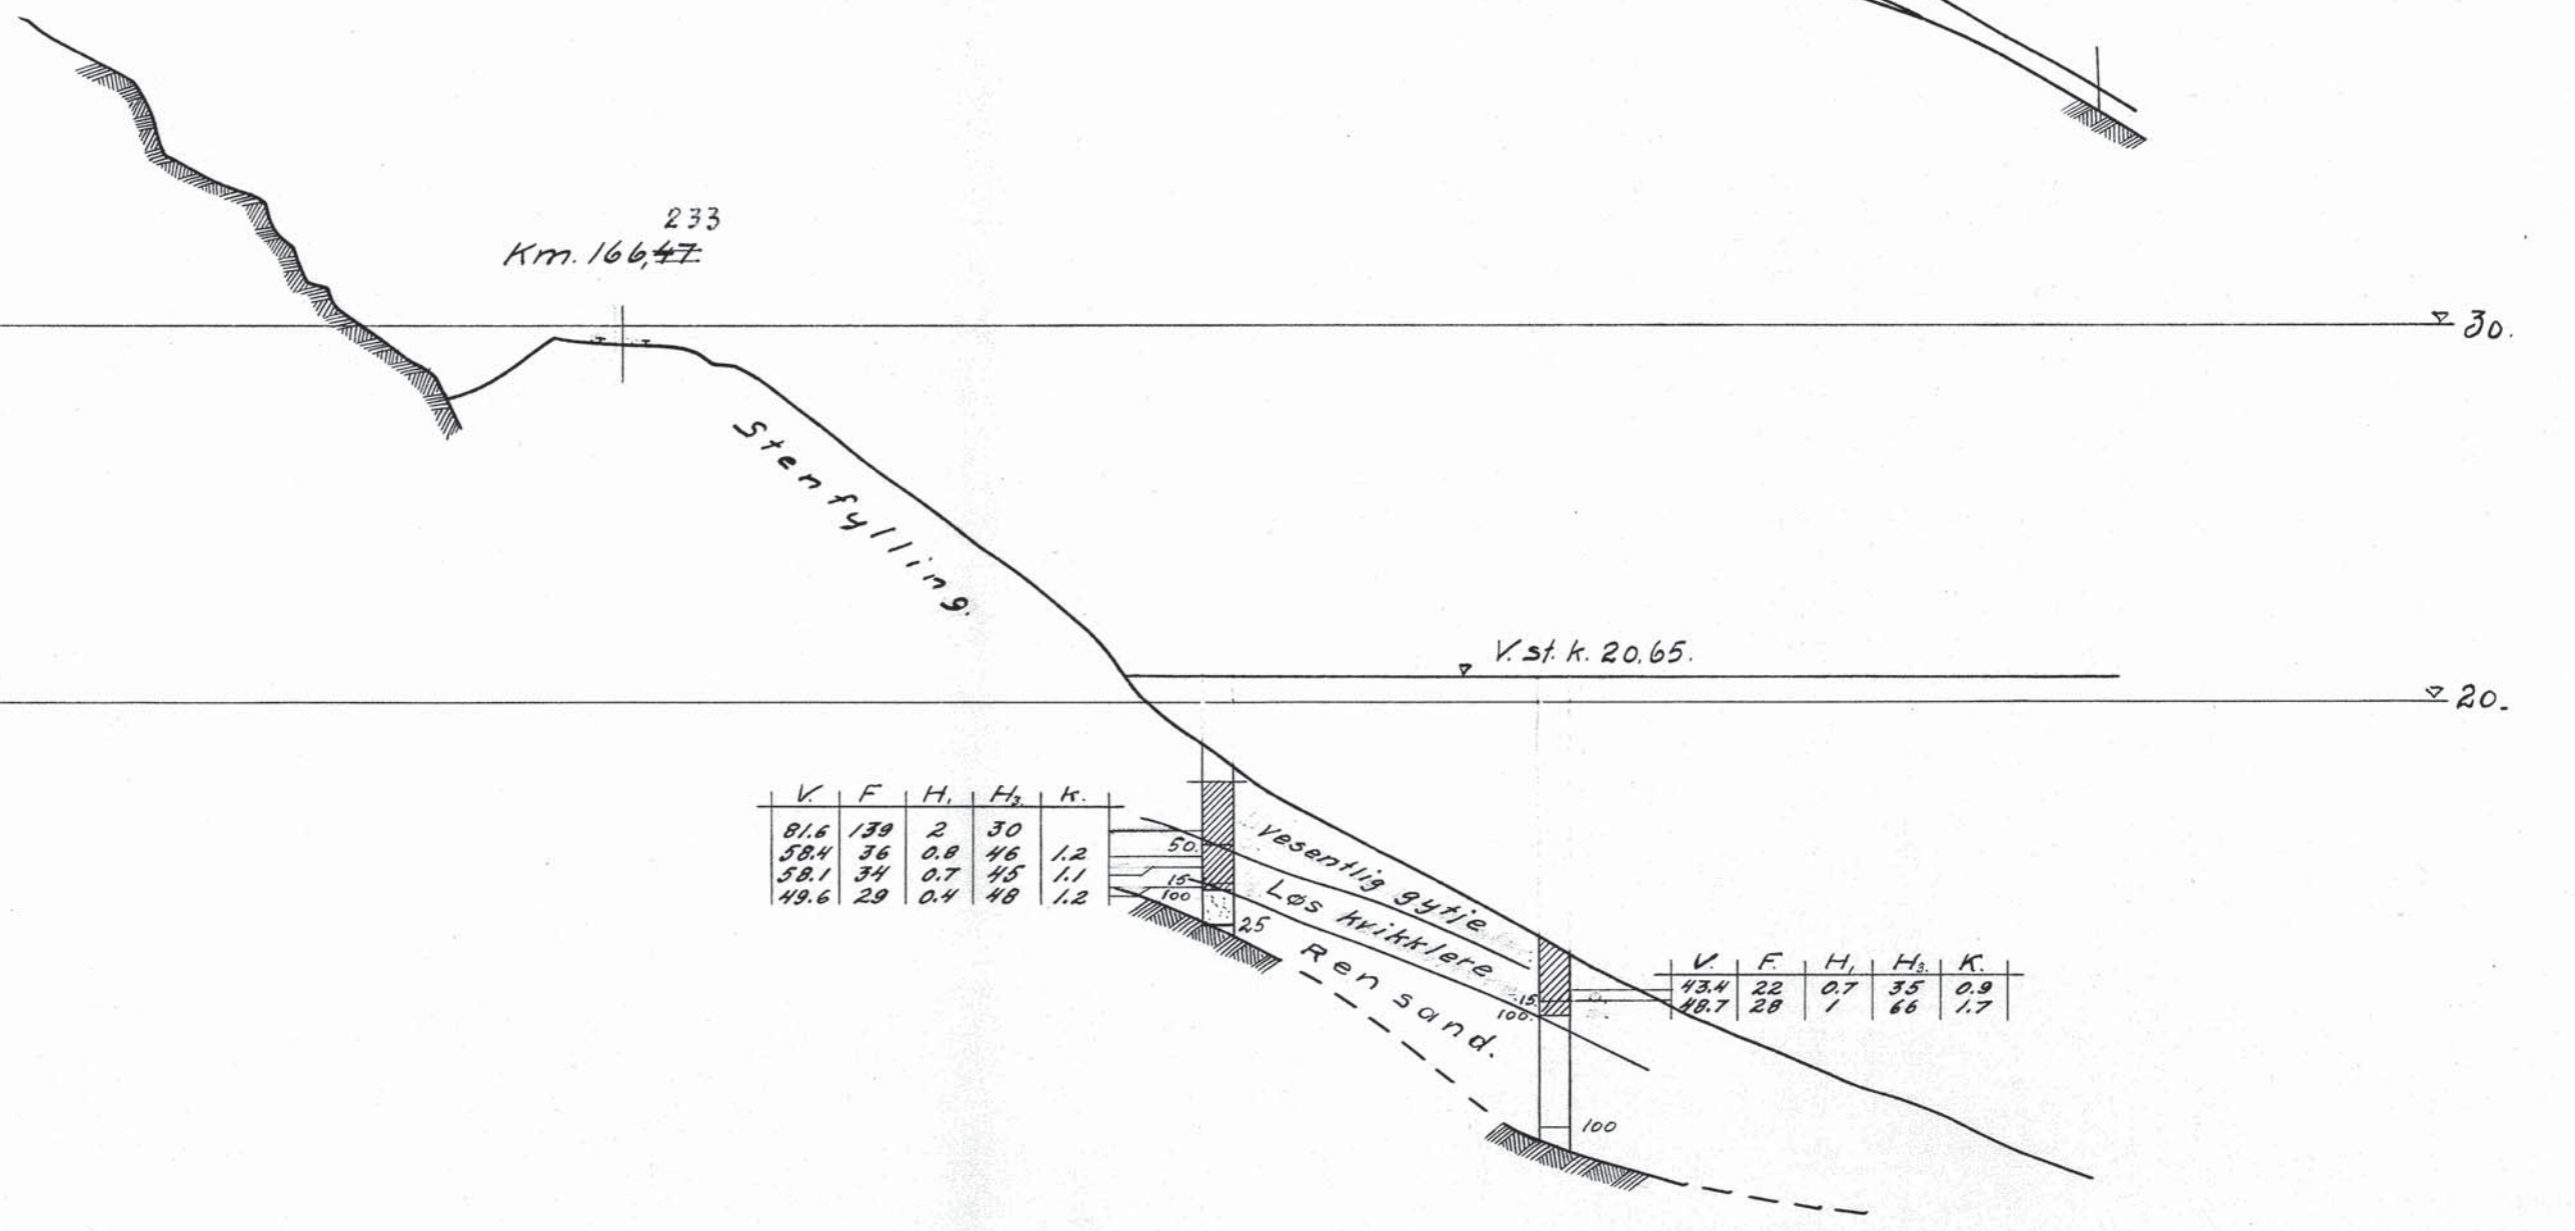 233
Km. 166,47
30.
Stenfylling.
V. st. k. 20.65.
20.
V. F H₁ H₃ K.
81.6 139 2 30
58.4 36 0.8 46 1.2
58.1 34 0.7 45 1.1
49.6 29 0.4 48 1.2
50.
15
100
25
Vesentlig gytje
Løs kvikklere
Ren sand.
15
100.
100
V. F. H₁ H₃. K.
43.4 22 0.7 35 0.9
48.7 28 1 66 1.7